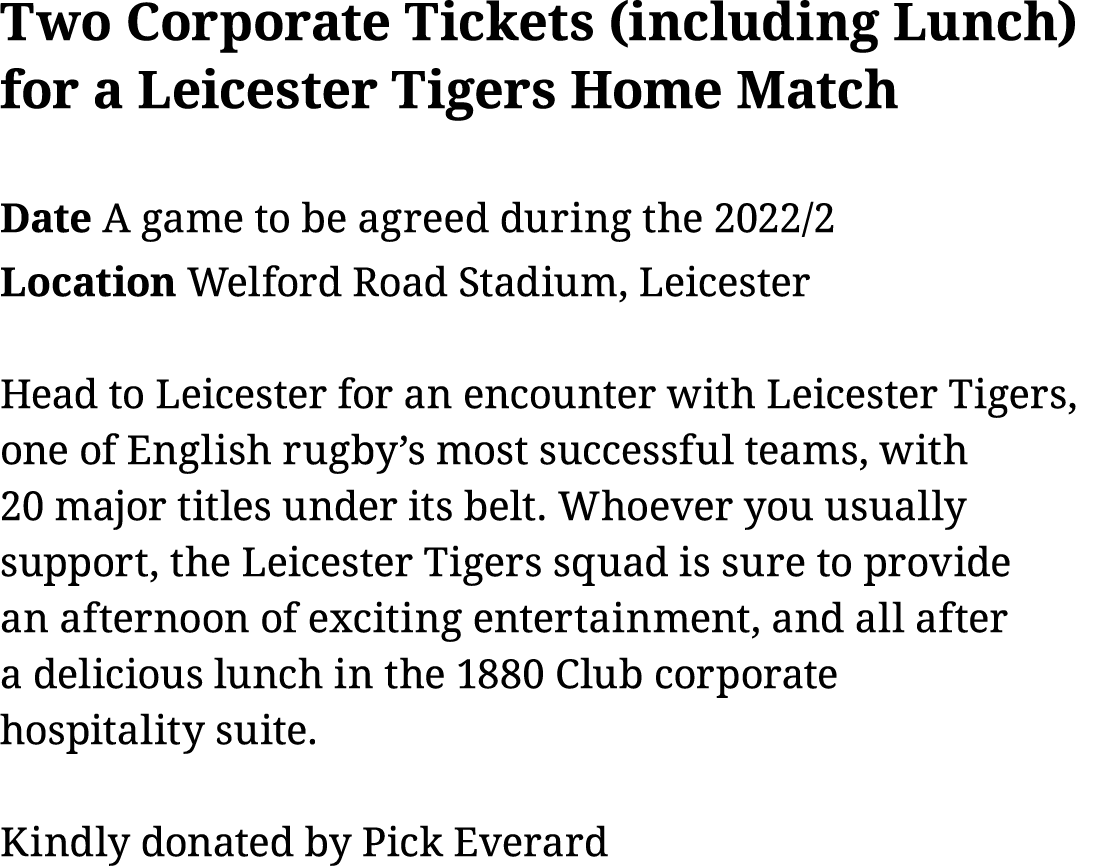 Two Corporate Tickets (including Lunch)
for a Leicester Tigers Home Match
Date A game to be agreed during the 2022/2
Location Welford Road Stadium, Leicester
Head to Leicester for an encounter with Leicester Tigers,
one of English rugby’s most successful teams, with
20 major titles under its belt. Whoever you usually
support, the Leicester Tigers squad is sure to provide
an afternoon of exciting entertainment, and all after
a delicious lunch in the 1880 Club corporate
hospitality suite.
Kindly donated by Pick Everard